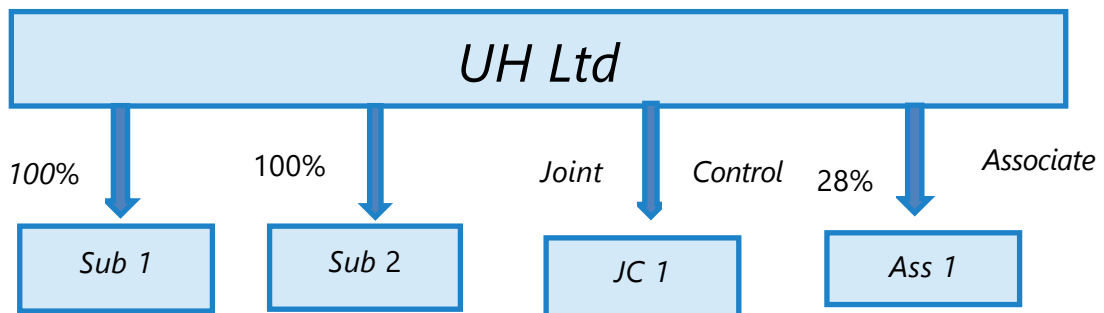 UH Ltd
100%
100%
Joint Control
28%
Associate
Sub 1
Sub 2
JC 1
Ass 1